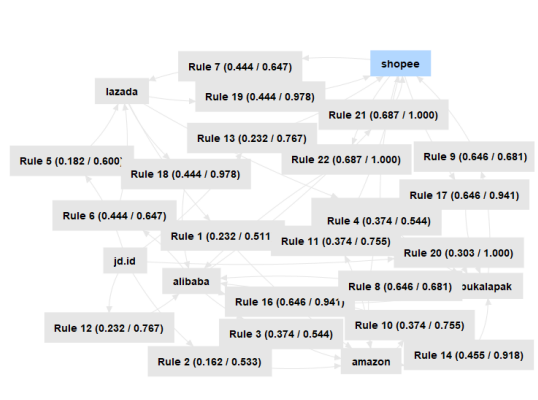 shopee
Rule 7 (0.444 / 0.647)
lazada
Rule 19 (0.444 / 0.978)
Rule 21 (0.687 / 1.000)
Rule 13 (0.232 / 0.767)
Rule 5 (0.182 / 0.600)
Rule 22 (0.687 / 1.000)
Rule 9 (0.646 / 0.681)
Rule 18 (0.444 / 0.978)
Rule 17 (0.646 / 0.941)
Rule 6 (0.444 / 0.647)
Rule 4 (0.374 / 0.544)
Rule 1 (0.232 / 0.511
Rule 11 (0.374 / 0.755)
Rule 20 (0.303 / 1.000)
jd.id
alibaba
Rule 8 (0.646 / 0.681)
bukalapak
Rule 16 (0.646 / 0.941)
Rule 12 (0.232 / 0.767)
Rule 3 (0.374 / 0.544)
Rule 10 (0.374 / 0.755)
Rule 2 (0.162 / 0.533)
amazon
Rule 14 (0.455 / 0.918)